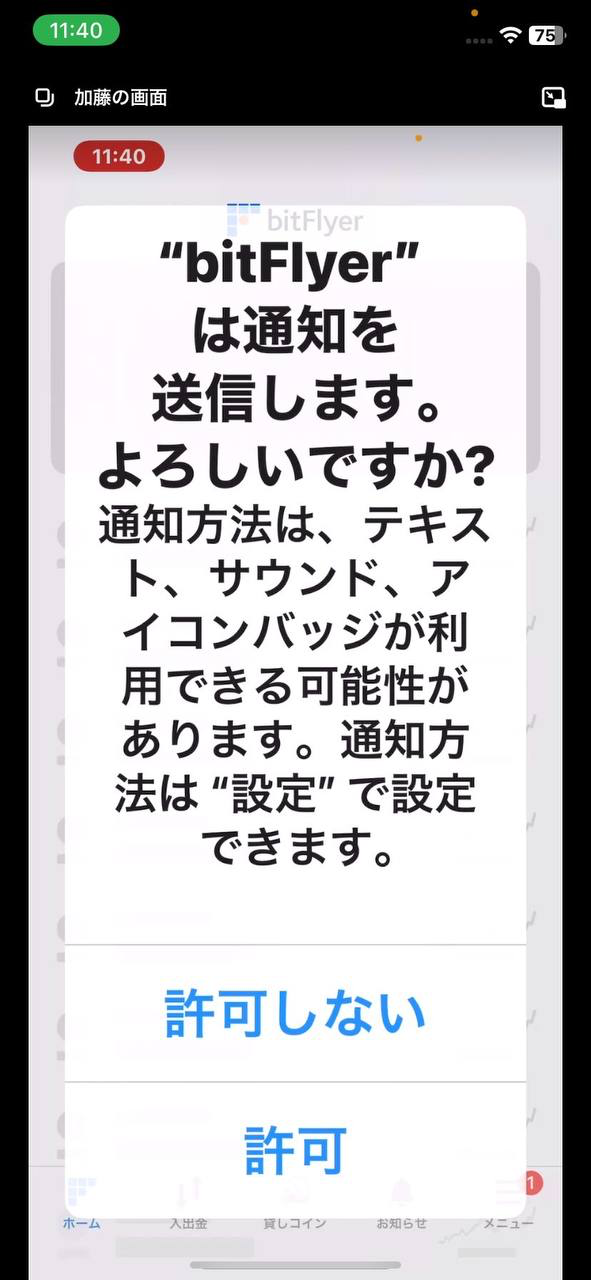 11:40
75
加藤の画面
11:40
bitFlyer
“bitFlyer”
は通知を
送信します。
よろしいですか?
通知方法は、テキス
ト、サウンド、ア
イコンバッジが利
用できる可能性が
あります。通知方
法は“設定”で設定
できます。
許可しない
許可
1
ホーム 入出金 貸しコイン お知らせ メニュー